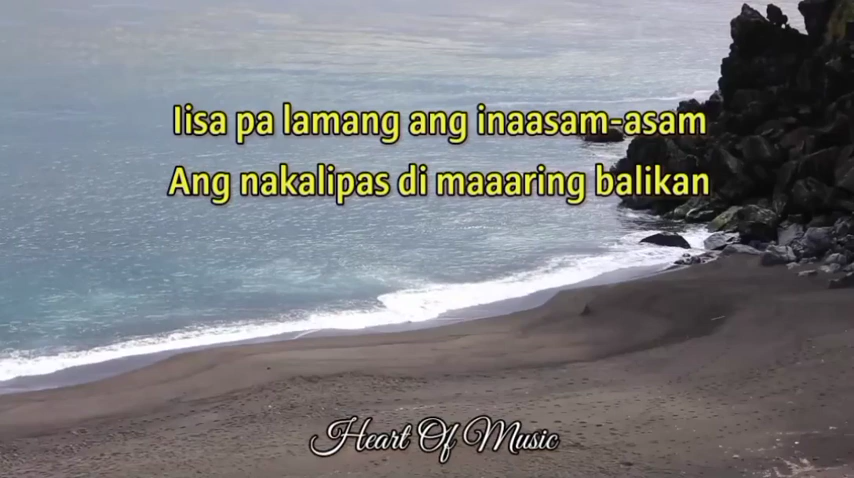 Iisa pa lamang ang inaasam-asam
Ang nakalipas di maaaring balikan
Heart Of Music